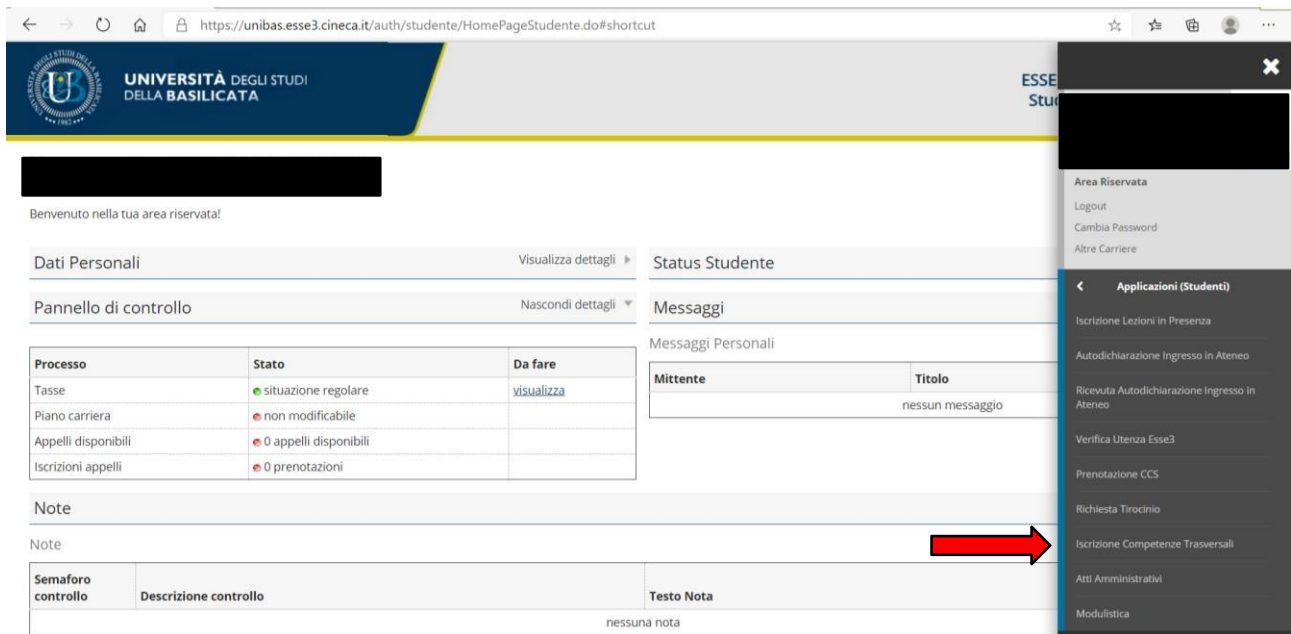 https://unibas.esse3.cineca.it/auth/studente/HomePageStudente.do#shortcut
UNIVERSITÀ DEGLI STUDI
DELLA BASILICATA
ESSE
Stud
Benvenuto nella tua area riservata!
Dati Personali
Visualizza dettagli
Pannello di controllo
Nascondi dettagli
Processo Stato Da fare
Tasse situazione regolare visualizza
Piano carriera non modificabile
Appelli disponibili 0 appelli disponibili
Iscrizioni appelli 0 prenotazioni
Status Studente
Messaggi
Messaggi Personali
Mittente Titolo
nessun messaggio
Note
Note
Semaforo
controllo Descrizione controllo Testo Nota
nessuna nota
Area Riservata
Logout
Cambia Password
Altre Carriere
Applicazioni (Studenti)
Iscrizione Lezioni in Presenza
Autodichiarazione Ingresso in Ateneo
Ricevuta Autodichiarazione Ingresso in
Ateneo
Verifica Utenza Esse3
Prenotazione CCS
Richiesta Tirocinio
Iscrizione Competenze Trasversali
Atti Amministrativi
Modulistica